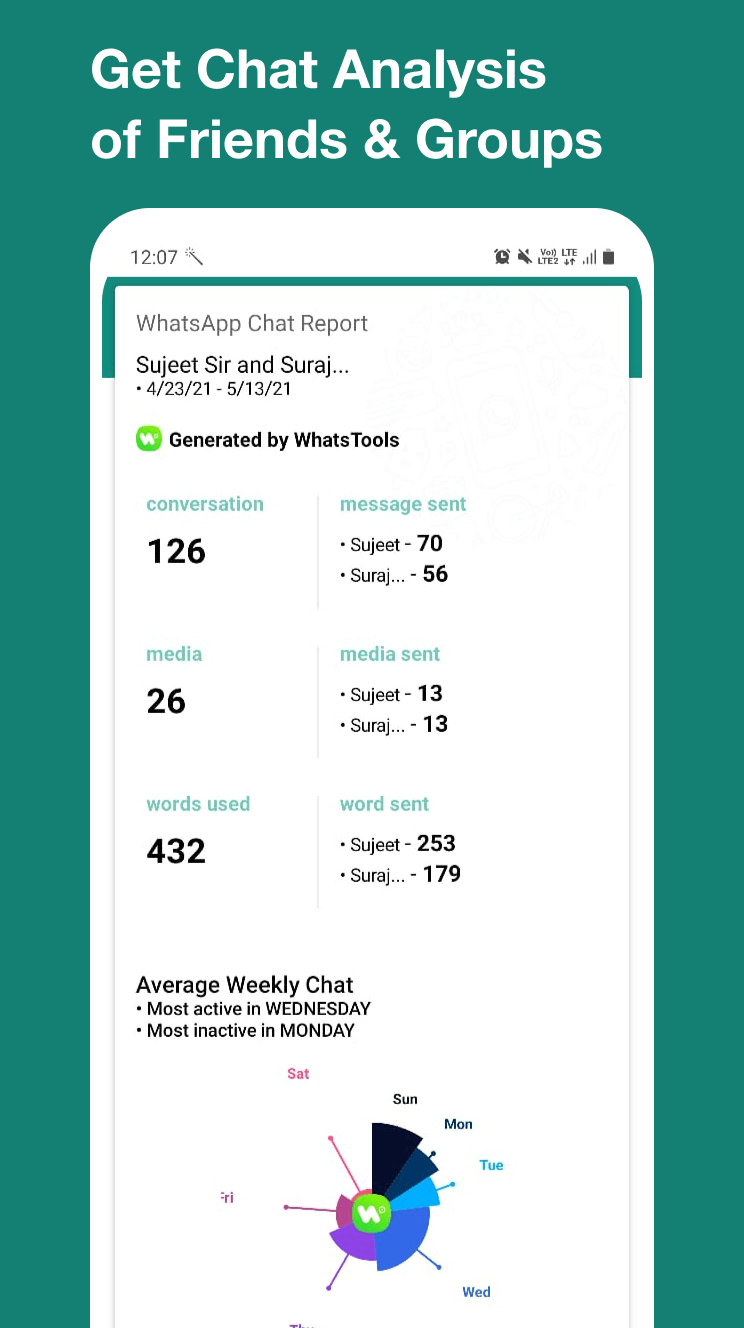 Get Chat Analysis
of Friends & Groups
12:07
Vo)) LTE
LTE2
WhatsApp Chat Report
Sujeet Sir and Suraj...
• 4/23/21 - 5/13/21
Generated by WhatsTools
conversation
126
message sent
• Sujeet - 70
• Suraj... - 56
media
26
media sent
• Sujeet - 13
• Suraj... - 13
words used
432
word sent
• Sujeet - 253
• Suraj... - 179
Average Weekly Chat
• Most active in WEDNESDAY
• Most inactive in MONDAY
Sat
Sun
Mon
Tue
Fri
Wed
Thu